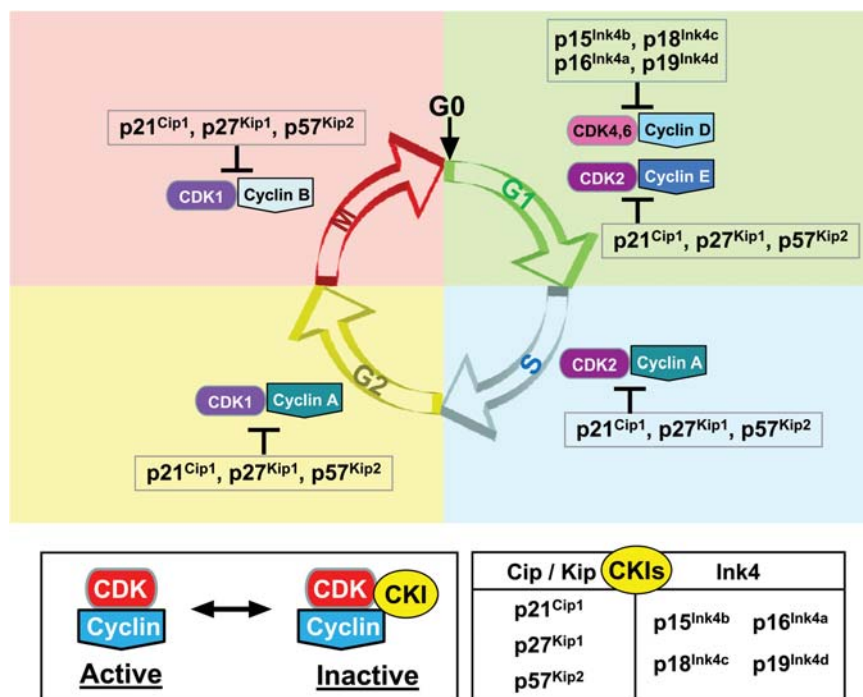 p15Ink4b, p18Ink4c
p16Ink4a, p19Ink4d
G0
p21Cip1, p27Kip1, p57Kip2
CDK4,6 Cyclin D
CDK1 Cyclin B
CDK2 Cyclin E
M
G1
p21Cip1, p27Kip1, p57Kip2
G2
S
CDK2 Cyclin A
CDK1 Cyclin A
p21Cip1, p27Kip1, p57Kip2
p21Cip1, p27Kip1, p57Kip2
CDK
Cyclin
Active
CDK CKI
Cyclin
Inactive
Cip / Kip CKIs Ink4
p21Cip1
p27Kip1
p57Kip2
p15Ink4b p16Ink4a
p18Ink4c p19Ink4d